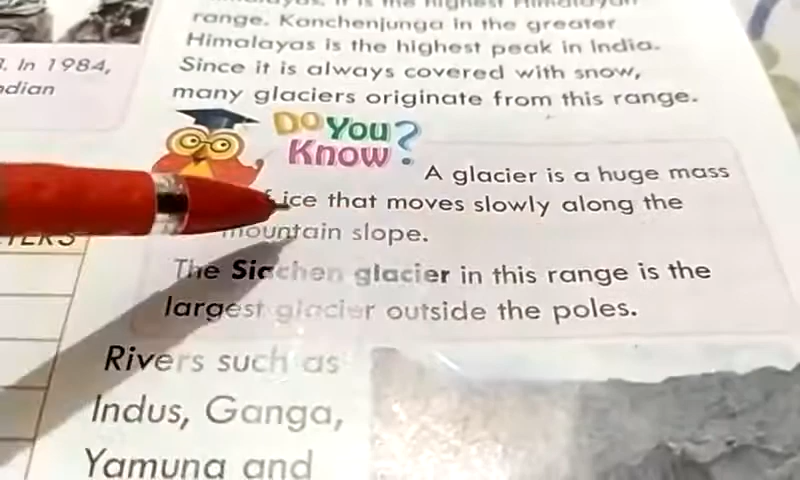 range. Kanchenjunga in the greater
Himalayas is the highest peak in India.
Since it is always covered with snow,
many glaciers originate from this range.
. In 1984,
dian
Do You
Know?
A glacier is a huge mass
ice that moves slowly along the
mountain slope.
The Siachen glacier in this range is the
largest glacier outside the poles.
Rivers such as
Indus, Ganga,
Yamuna and